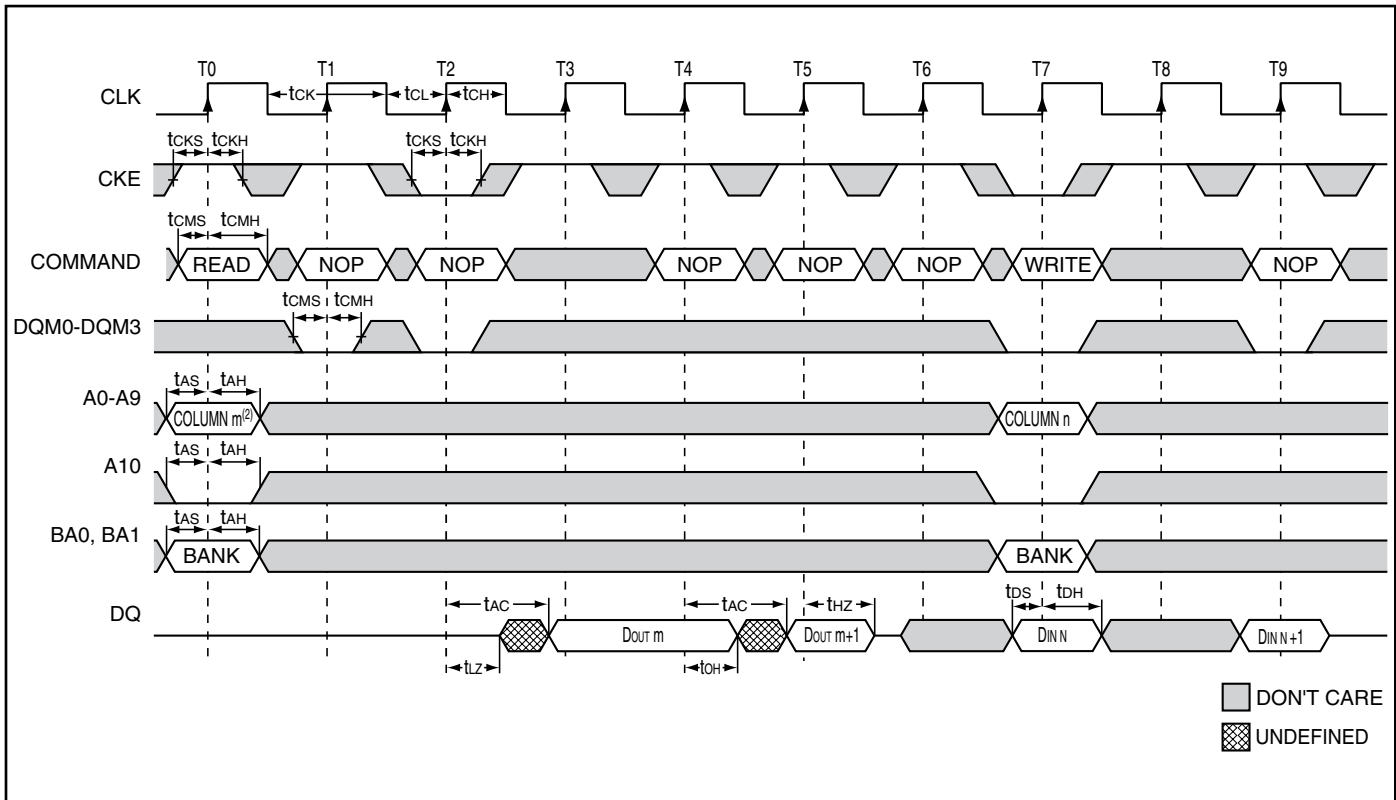 T0 T1 T2 T3 T4 T5 T6 T7 T8 T9
CLK tCK tCL tCH
tCKS tCKH tCKS tCKH
CKE
tCMS tCMH
COMMAND READ NOP NOP NOP NOP NOP WRITE NOP
tCMS tCMH
DQM0-DQM3
tAS tAH
A0-A9 COLUMN m(2) COLUMN n
tAS tAH
A10
tAS tAH
BA0, BA1 BANK BANK
tAC tAC tHZ tDS tDH
DQ DOUT m DOUT m+1 DIN N DIN N+1
tLZ tOH
DON'T CARE
UNDEFINED